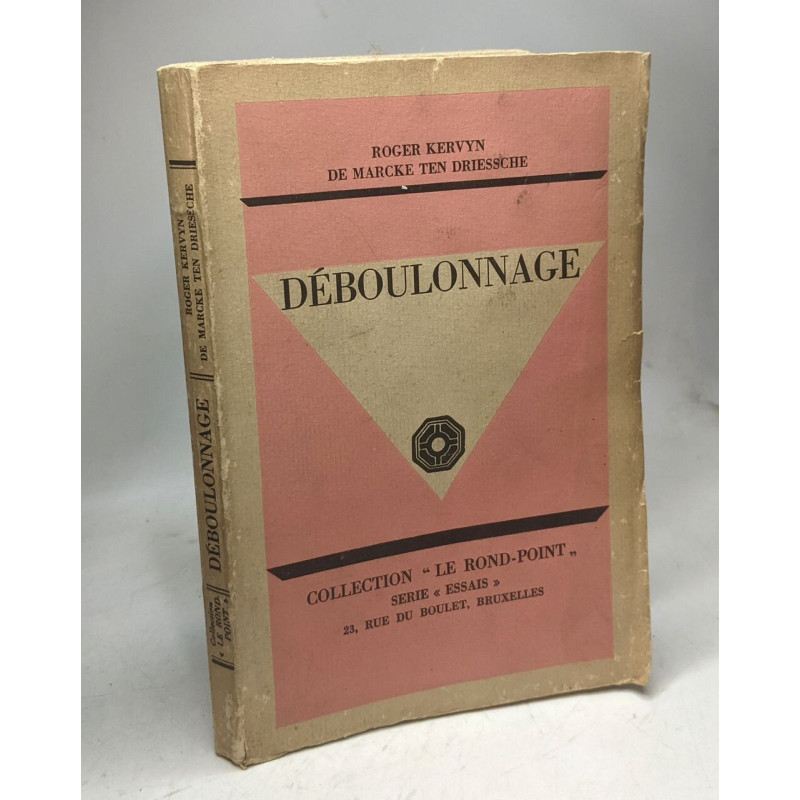 ROGER KERVYN
DE MARCKE TEN DRIESSCHE
DÉBOULONNAGE
COLLECTION “ LE ROND-POINT „
SERIE « ESSAIS »
23, RUE DU BOULET, BRUXELLES
ROGER KERVYN
DE MARCKE TEN DRIESSCHE
DÉBOULONNAGE
Collection
« LE ROND-
POINT »